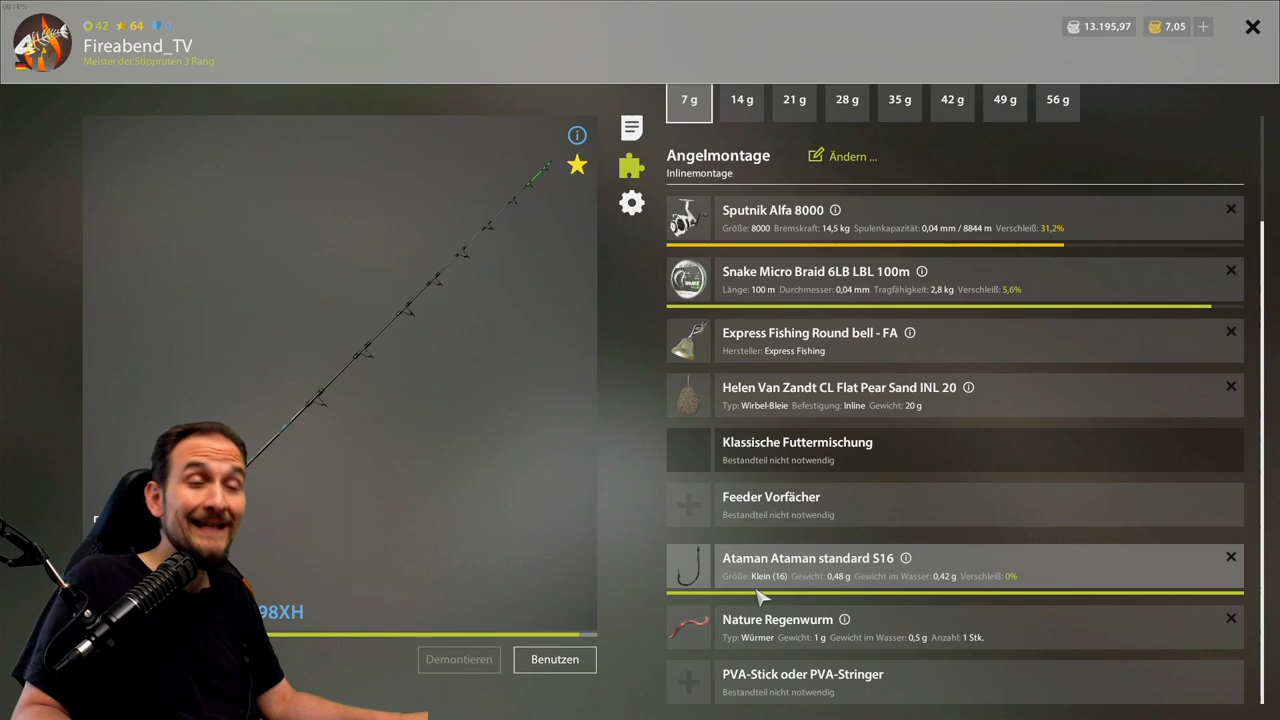 42 64 0
Fireabend_TV
Meister der Stippruten 3 Rang
13.195,97 7,05
7 g 14 g 21 g 28 g 35 g 42 g 49 g 56 g
Angelmontage Ändern ...
Inlinemontage
Sputnik Alfa 8000
Größe: 8000 Bremskraft: 14,5 kg Spulenkapazität: 0,04 mm / 8844 m Verschleiß: 31,2%
Snake Micro Braid 6LB LBL 100m
Länge: 100 m Durchmesser: 0,04 mm Tragfähigkeit: 2,8 kg Verschleiß: 5,6%
Express Fishing Round bell - FA
Hersteller: Express Fishing
Helen Van Zandt CL Flat Pear Sand INL 20
Typ: Wirbel-Bleie Befestigung: Inline Gewicht: 20 g
Klassische Futtermischung
Bestandteil nicht notwendig
Feeder Vorfächer
Bestandteil nicht notwendig
Ataman Ataman standard S16
Größe: Klein (16) Gewicht: 0,48 g Gewicht im Wasser: 0,42 g Verschleiß: 0%
Nature Regenwurm
Typ: Würmer Gewicht: 1 g Gewicht im Wasser: 0,5 g Anzahl: 1 Stk.
PVA-Stick oder PVA-Stringer
Bestandteil nicht notwendig
98XH
Demontieren Benutzen